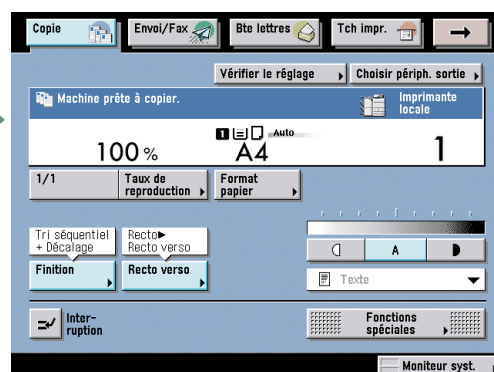 Copie Envoi/Fax Bte lettres Tch impr.
Vérifier le réglage Choisir périph. sortie
Machine prête à copier. Imprimante
locale
100 % 1 Auto A4 1
1/1 Taux de
reproduction Format
papier
Tri séquentiel
+ Décalage
Recto►
Recto verso
Finition Recto verso
A
Texte
Inter-
ruption
Fonctions
spéciales
Moniteur syst.